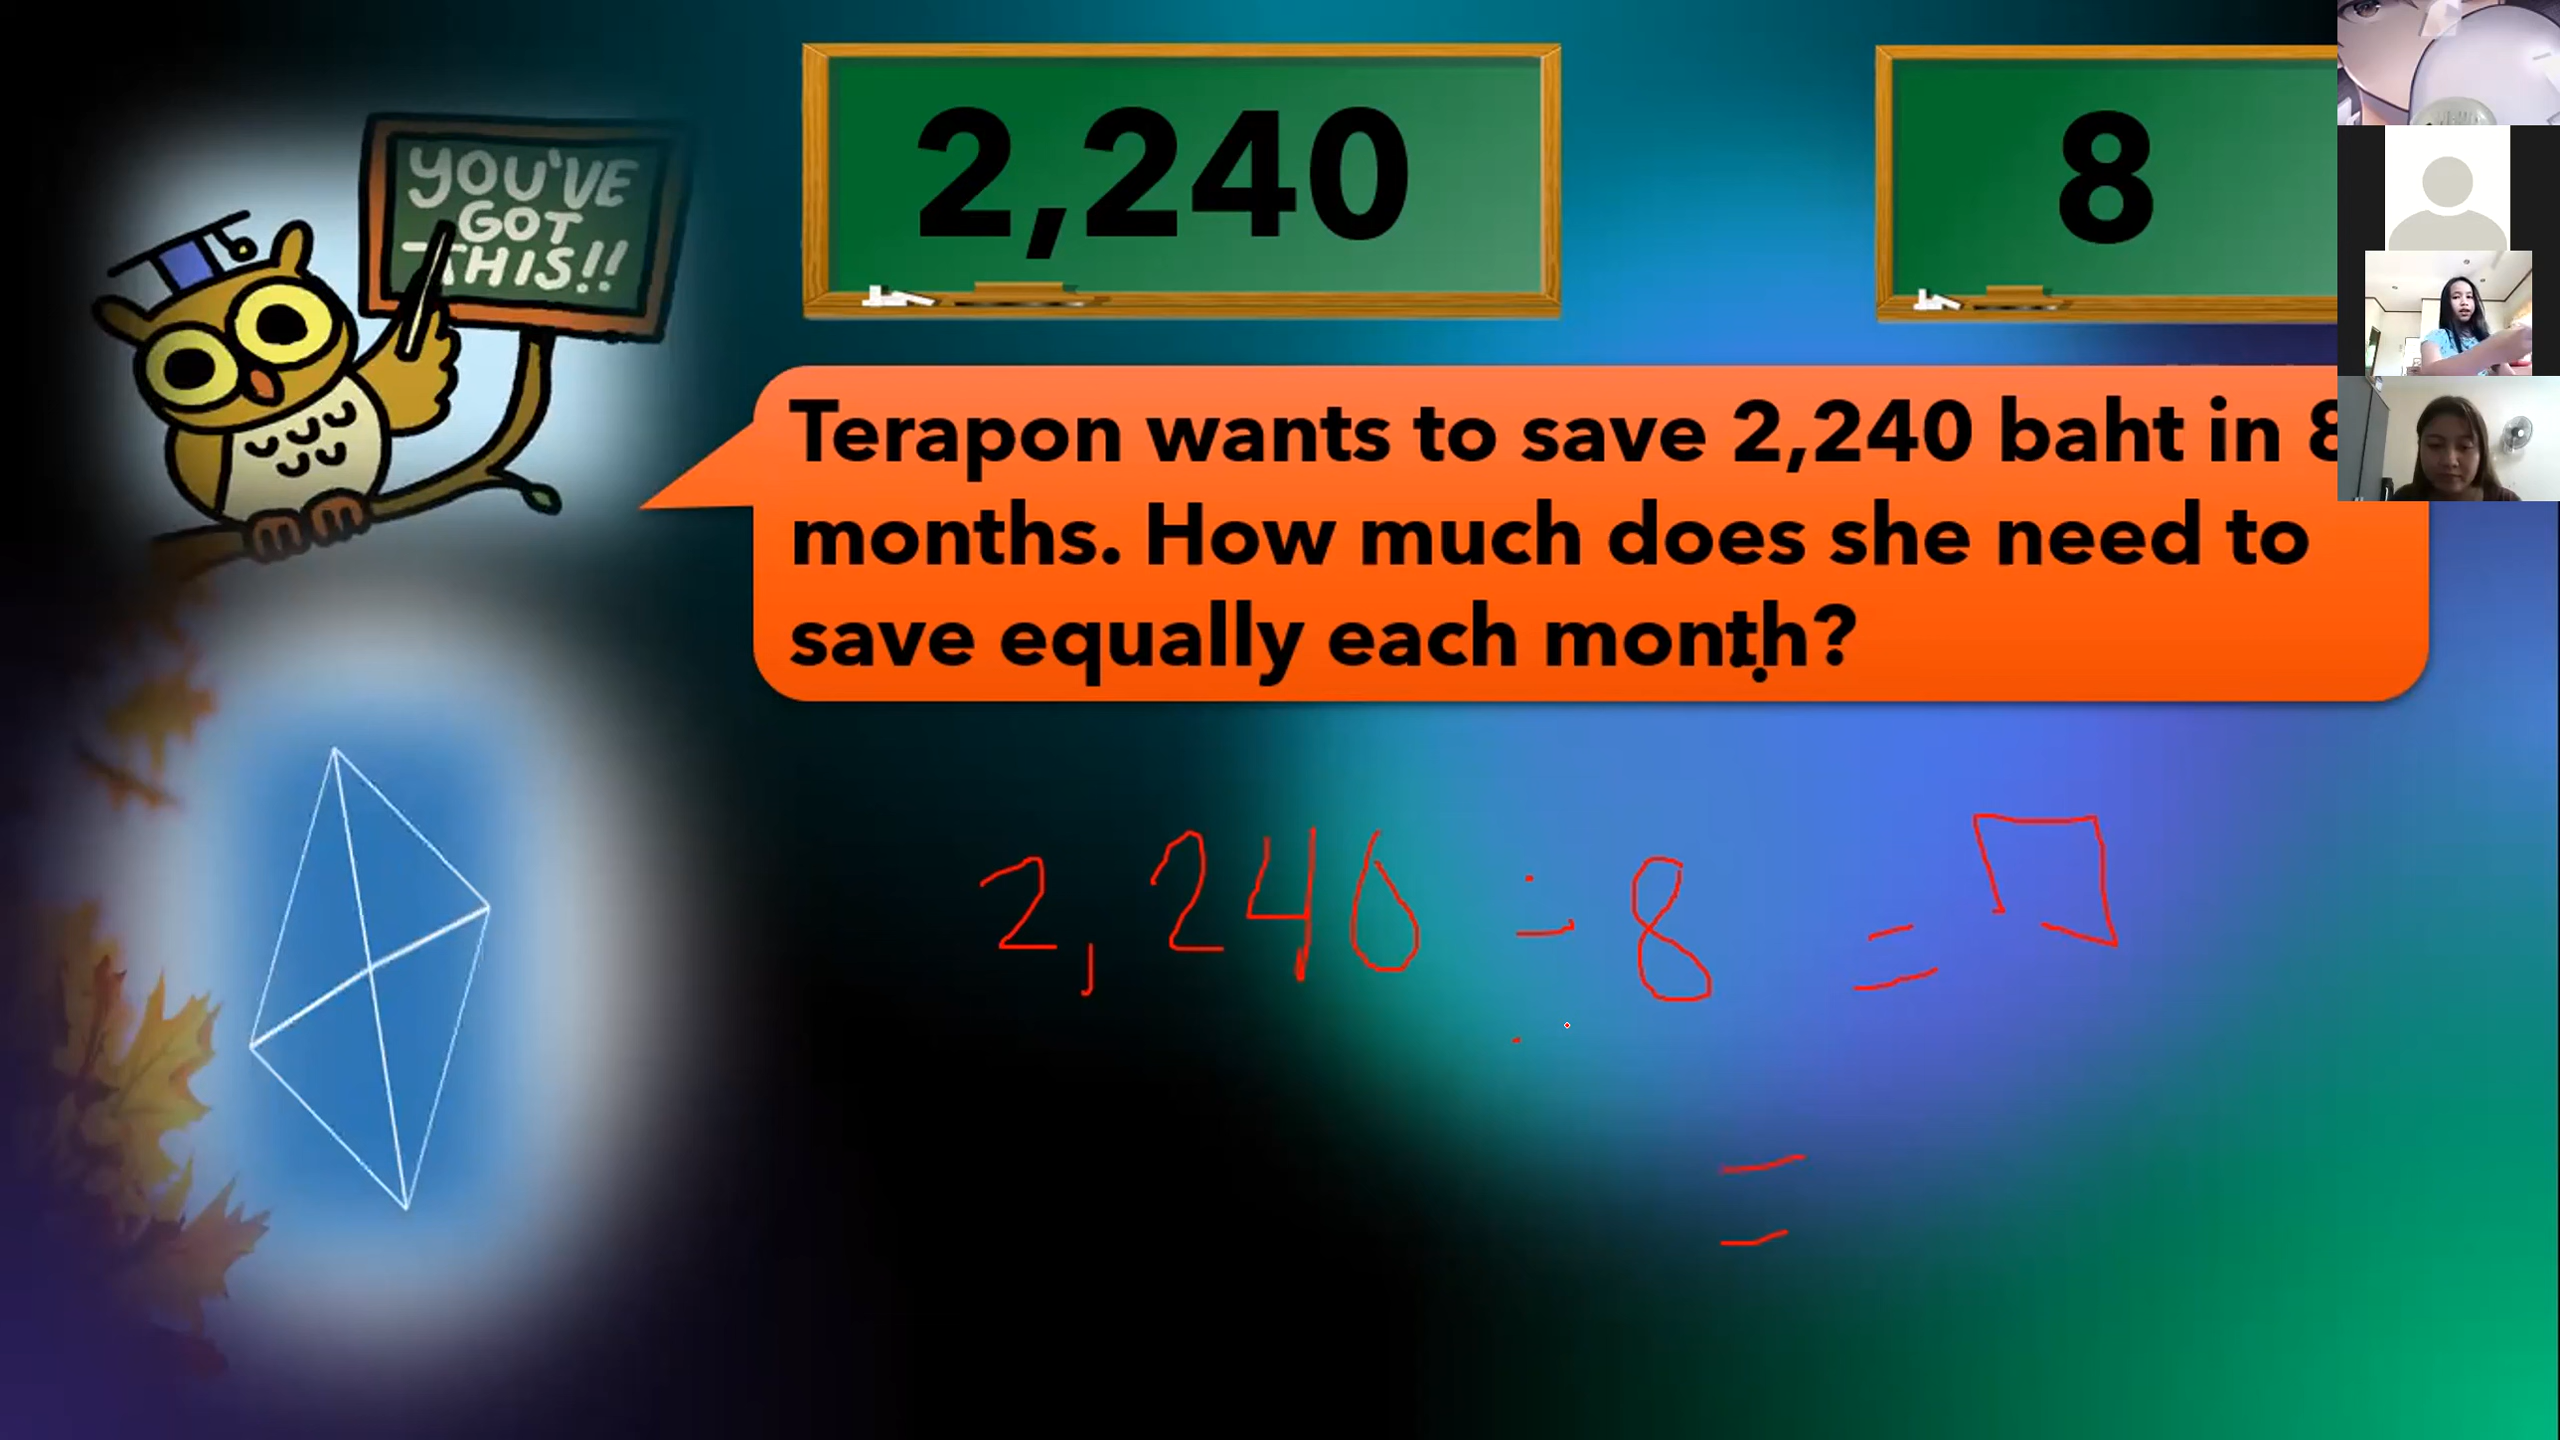 YOU'VE
GOT
THIS!!
2,240
8
Terapon wants to save 2,240 baht in 8
months. How much does she need to
save equally each month?
2,240 ÷ 8 = □
=